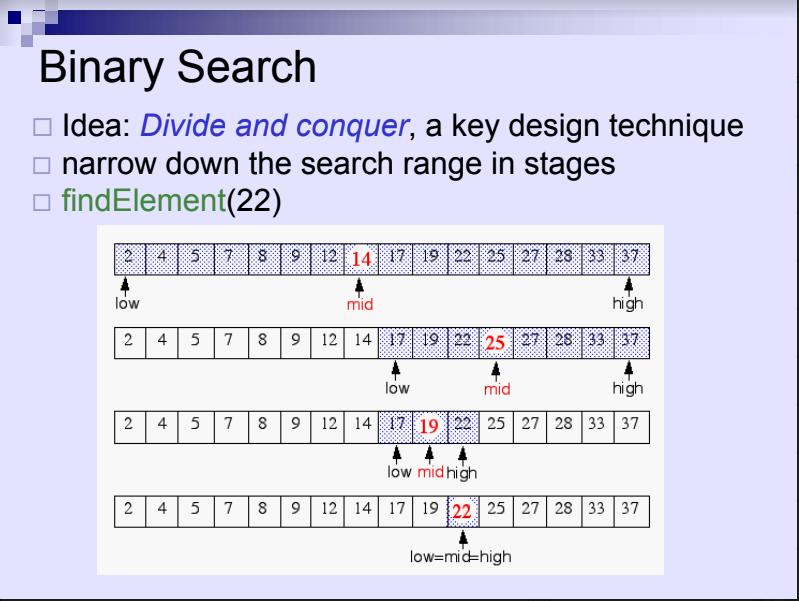 Binary Search
Idea: Divide and conquer, a key design technique
narrow down the search range in stages
findElement(22)
2 4 5 7 8 9 12 14 17 19 22 25 27 28 33 37
low mid high
2 4 5 7 8 9 12 14 17 19 22 25 27 28 33 37
low mid high
2 4 5 7 8 9 12 14 17 19 22 25 27 28 33 37
low mid high
2 4 5 7 8 9 12 14 17 19 22 25 27 28 33 37
low=mid=high